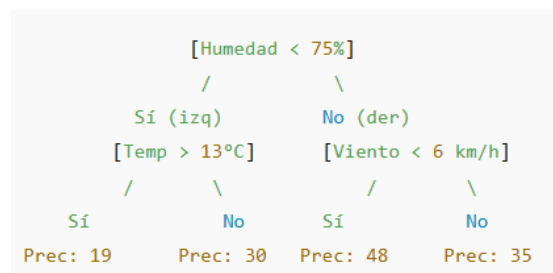 [Humedad < 75%]
/ \
Sí (izq) No (der)
[Temp > 13ºC] [Viento < 6 km/h]
/ \ / \
Sí No Sí No
Prec: 19 Prec: 30 Prec: 48 Prec: 35